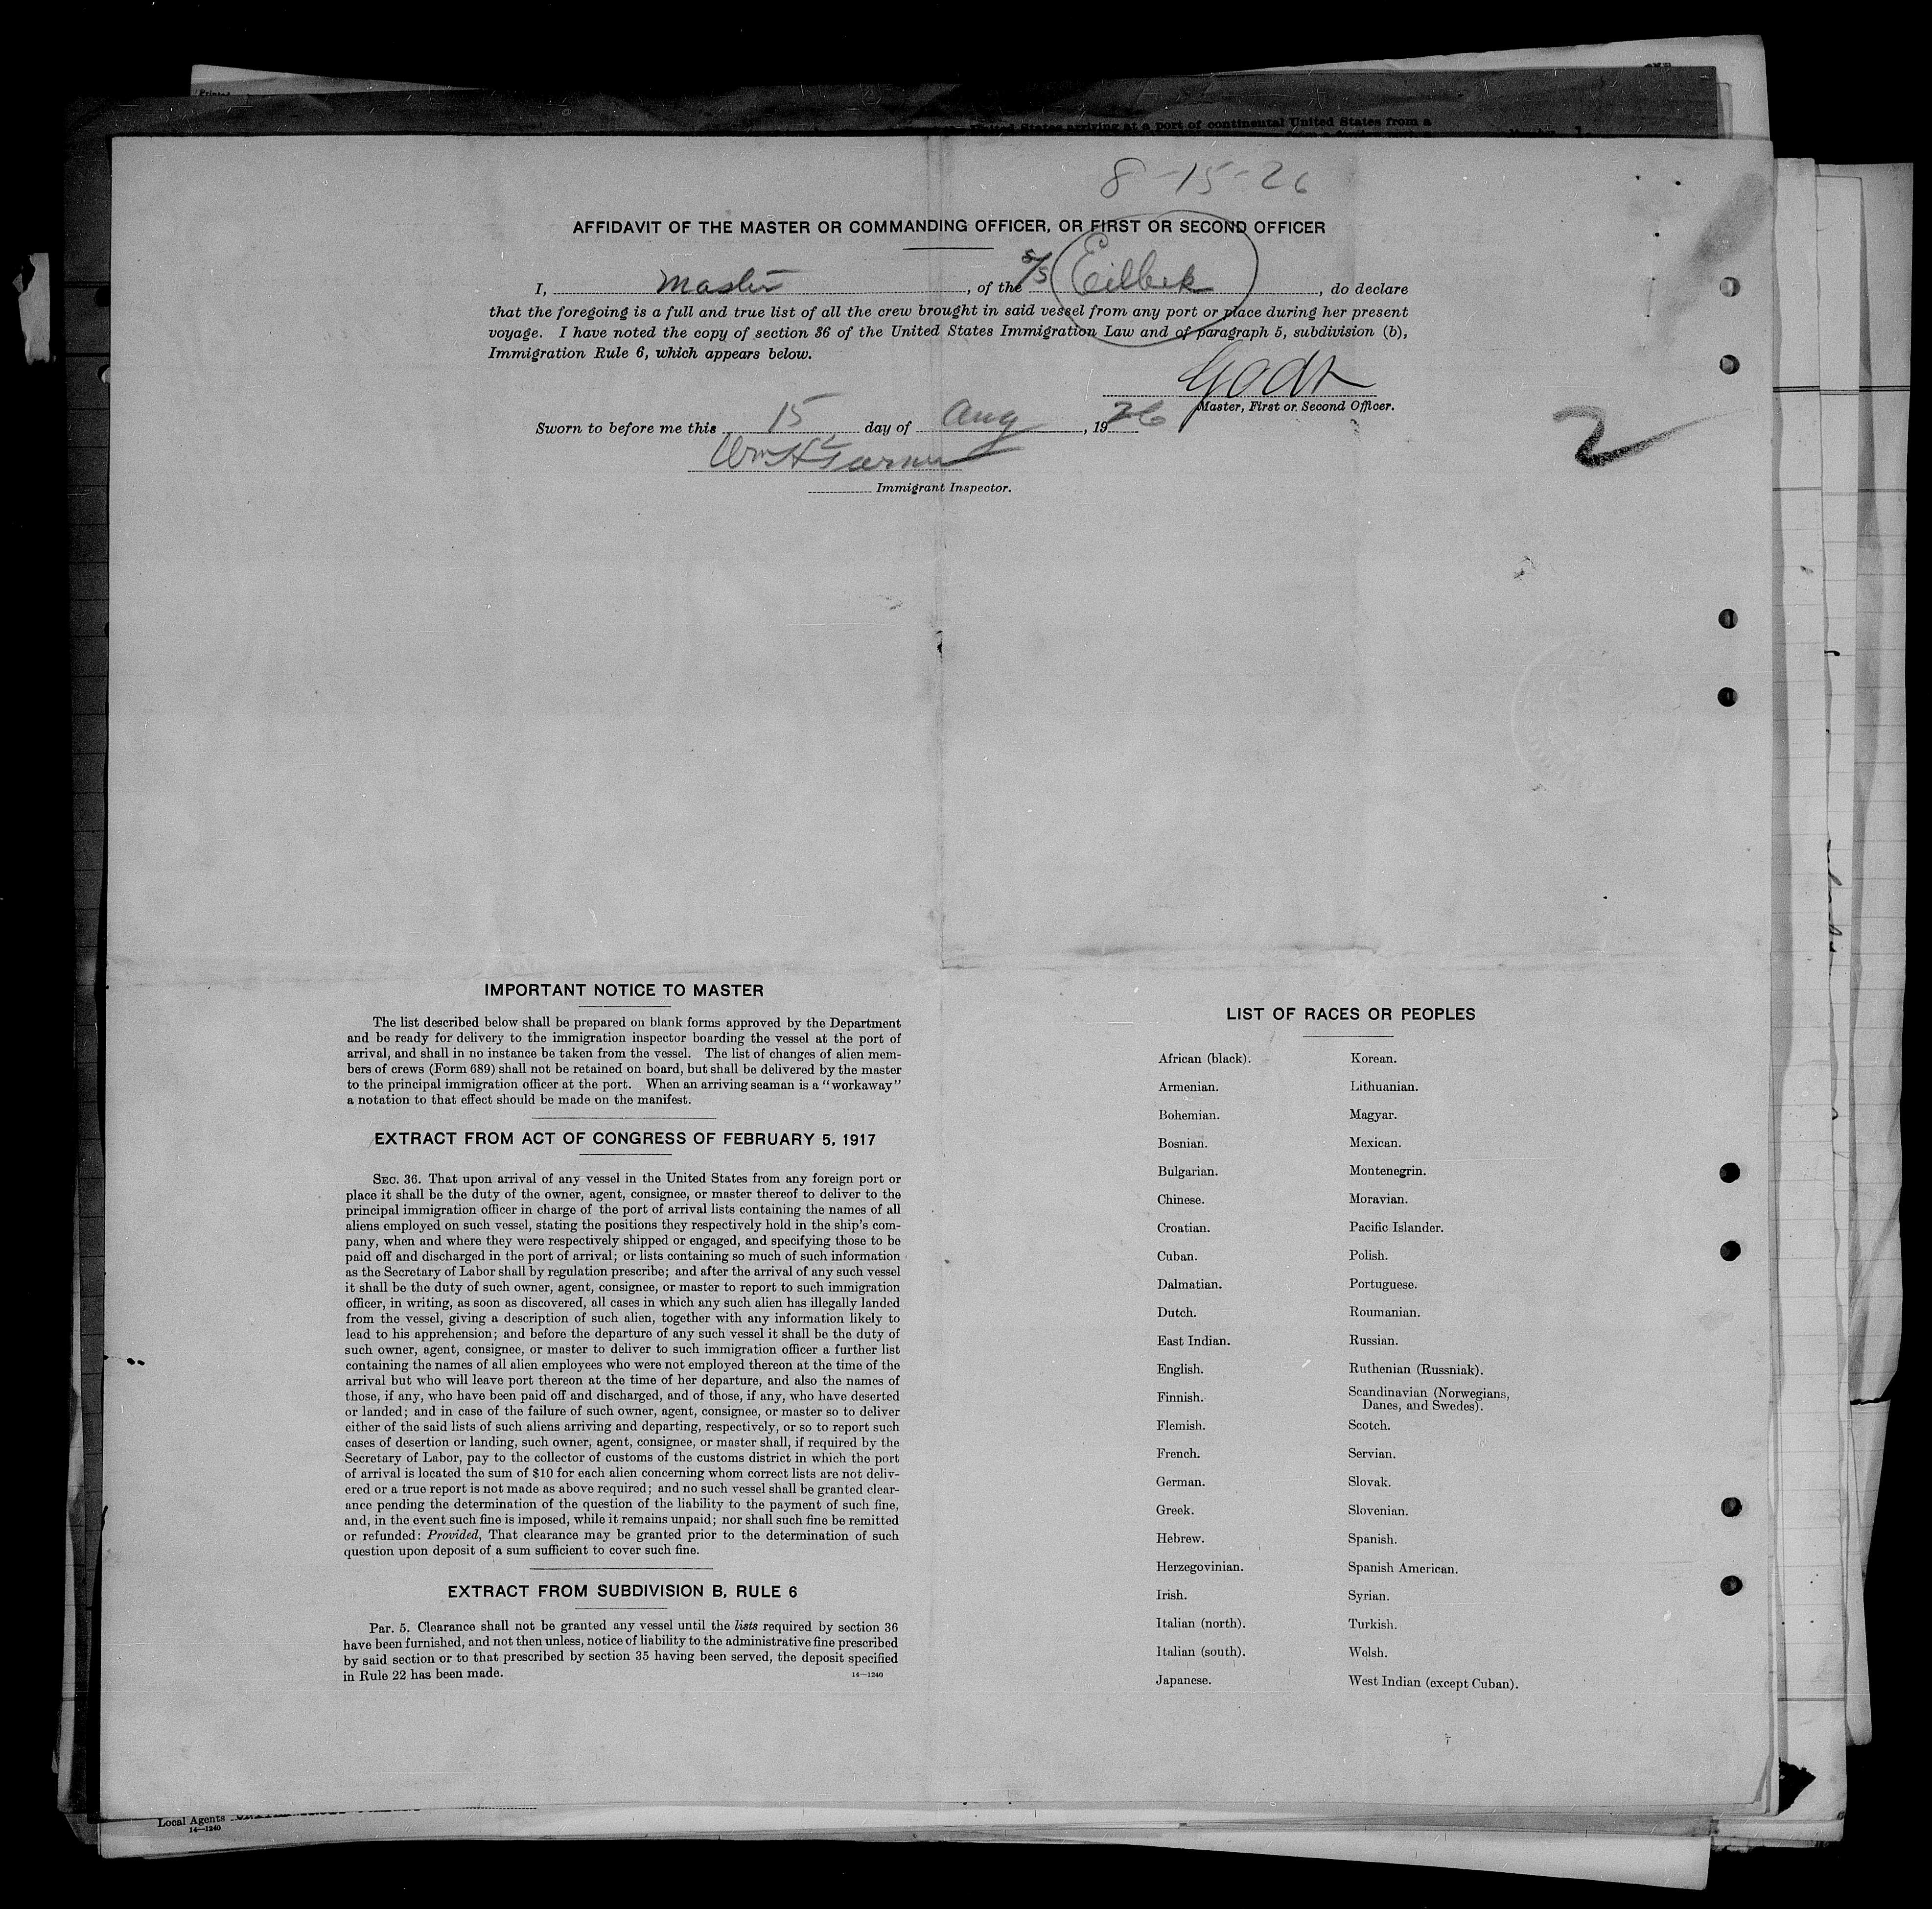 United States arriving at a port of continental United States from a
8-15-26
AFFIDAVIT OF THE MASTER OR COMMANDING OFFICER, OR FIRST OR SECOND OFFICER
I, Master, of the S/S Eilbek, do declare
that the foregoing is a full and true list of all the crew brought in said vessel from any port or place during her present
voyage. I have noted the copy of section 36 of the United States Immigration Law and of paragraph 5, subdivision (b),
Immigration Rule 6, which appears below.
Godt
Master, First or Second Officer.
Sworn to before me this 15 day of Aug, 1926
Wm H
Immigrant Inspector.
2
IMPORTANT NOTICE TO MASTER
The list described below shall be prepared on blank forms approved by the Department
and be ready for delivery to the immigration inspector boarding the vessel at the port of
arrival, and shall in no instance be taken from the vessel. The list of changes of alien mem-
bers of crews (Form 689) shall not be retained on board, but shall be delivered by the master
to the principal immigration officer at the port. When an arriving seaman is a "workaway"
a notation to that effect should be made on the manifest.
EXTRACT FROM ACT OF CONGRESS OF FEBRUARY 5, 1917
SEC. 36. That upon arrival of any vessel in the United States from any foreign port or
place it shall be the duty of the owner, agent, consignee, or master thereof to deliver to the
principal immigration officer in charge of the port of arrival lists containing the names of all
aliens employed on such vessel, stating the positions they respectively hold in the ship's com-
pany, when and where they were respectively shipped or engaged, and specifying those to be
paid off and discharged in the port of arrival; or lists containing so much of such information
as the Secretary of Labor shall by regulation prescribe; and after the arrival of any such vessel
it shall be the duty of such owner, agent, consignee, or master to report to such immigration
officer, in writing, as soon as discovered, all cases in which any such alien has illegally landed
from the vessel, giving a description of such alien, together with any information likely to
lead to his apprehension; and before the departure of any such vessel it shall be the duty of
such owner, agent, consignee, or master to deliver to such immigration officer a further list
containing the names of all alien employees who were not employed thereon at the time of the
arrival but who will leave port thereon at the time of her departure, and also the names of
those, if any, who have been paid off and discharged, and of those, if any, who have deserted
or landed; and in case of the failure of such owner, agent, consignee, or master so to deliver
either of the said lists of such aliens arriving and departing, respectively, or so to report such
cases of desertion or landing, such owner, agent, consignee, or master shall, if required by the
Secretary of Labor, pay to the collector of customs of the customs district in which the port
of arrival is located the sum of $10 for each alien concerning whom correct lists are not deliv-
ered or a true report is not made as above required; and no such vessel shall be granted clear-
ance pending the determination of the question of the liability to the payment of such fine,
and, in the event such fine is imposed, while it remains unpaid; nor shall such fine be remitted
or refunded: Provided, That clearance may be granted prior to the determination of such
question upon deposit of a sum sufficient to cover such fine.
EXTRACT FROM SUBDIVISION B, RULE 6
Par. 5. Clearance shall not be granted any vessel until the lists required by section 36
have been furnished, and not then unless, notice of liability to the administrative fine prescribed
by said section or to that prescribed by section 35 having been served, the deposit specified
in Rule 22 has been made.
14—1240
LIST OF RACES OR PEOPLES
African (black).
Armenian.
Bohemian.
Bosnian.
Bulgarian.
Chinese.
Croatian.
Cuban.
Dalmatian.
Dutch.
East Indian.
English.
Finnish.
Flemish.
French.
German.
Greek.
Hebrew.
Herzegovinian.
Irish.
Italian (north).
Italian (south).
Japanese.
Korean.
Lithuanian.
Magyar.
Mexican.
Montenegrin.
Moravian.
Pacific Islander.
Polish.
Portuguese.
Roumanian.
Russian.
Ruthenian (Russniak).
Scandinavian (Norwegians,
Danes, and Swedes).
Scotch.
Servian.
Slovak.
Slovenian.
Spanish.
Spanish American.
Syrian.
Turkish.
Welsh.
West Indian (except Cuban).
Local Agents
14—1240